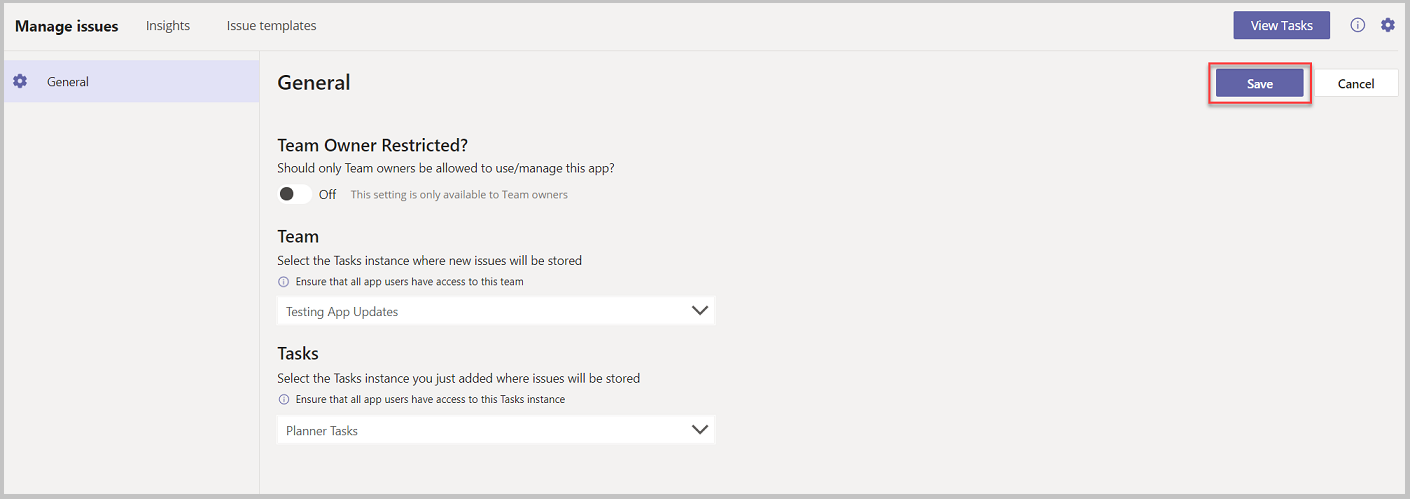 Manage issues Insights Issue templates View Tasks
General
General Save Cancel
Team Owner Restricted?
Should only Team owners be allowed to use/manage this app?
Off This setting is only available to Team owners
Team
Select the Tasks instance where new issues will be stored
Ensure that all app users have access to this team
Testing App Updates
Tasks
Select the Tasks instance you just added where issues will be stored
Ensure that all app users have access to this Tasks instance
Planner Tasks